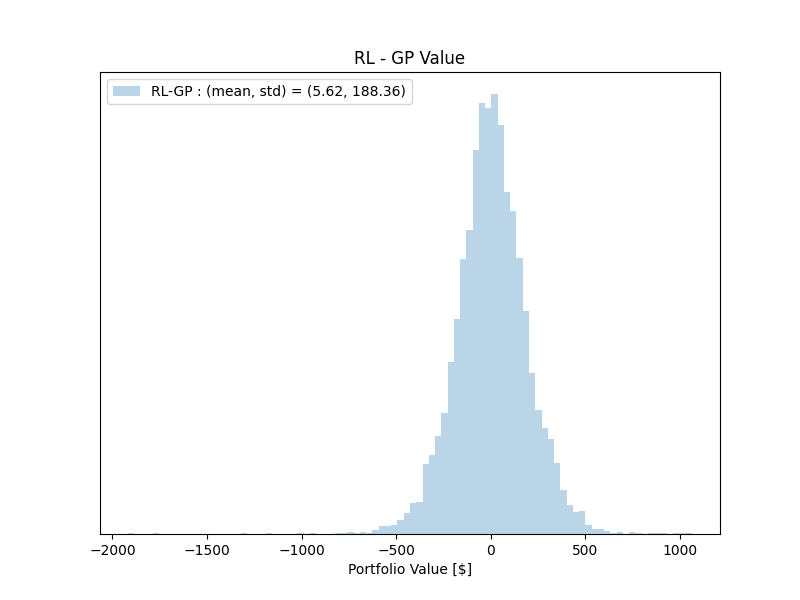 RL - GP Value
RL-GP : (mean, std) = (5.62, 188.36)
−2000 −1500 −1000 −500 0 500 1000
Portfolio Value [$]